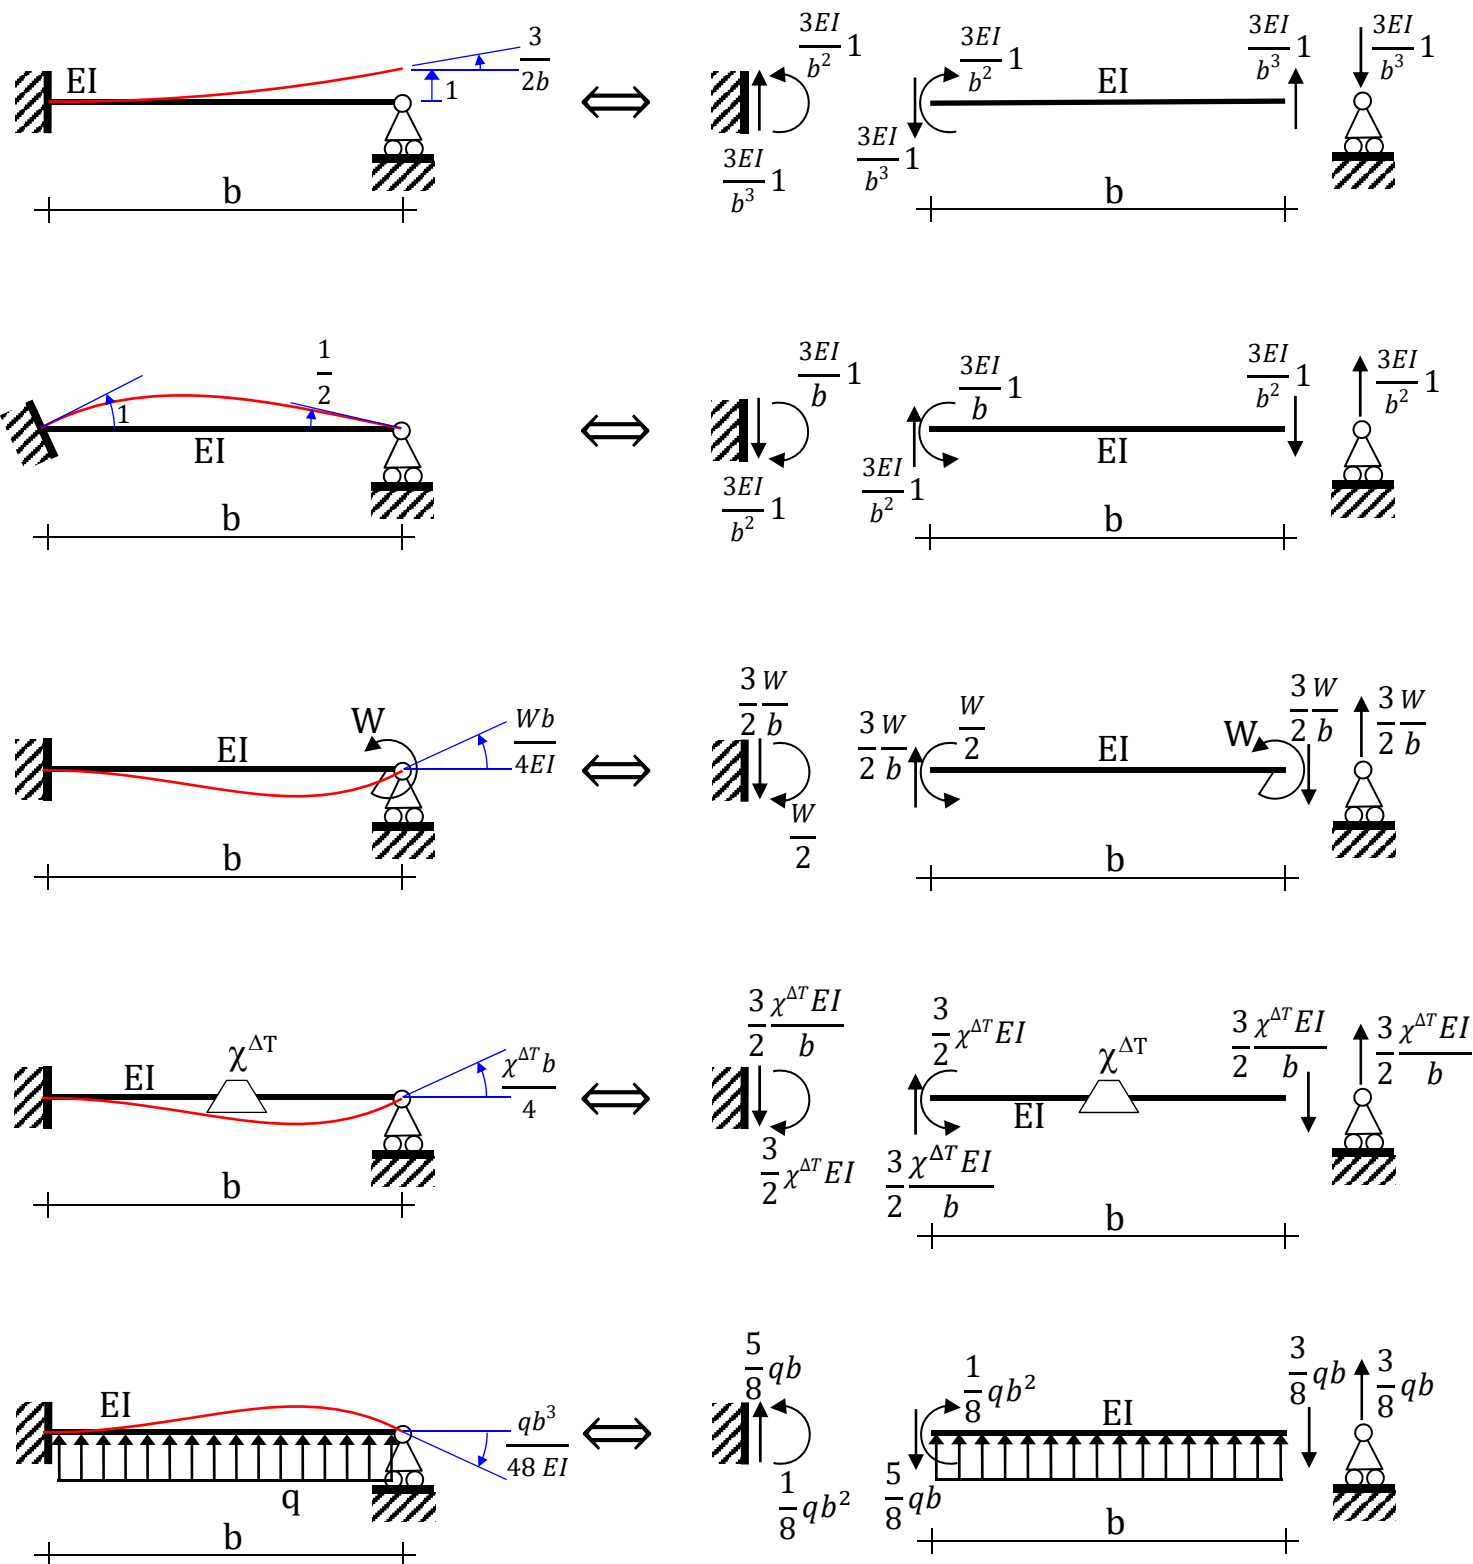 EI
1
3/2b
b
3EI/b² 1
3EI/b³ 1
3EI/b² 1
3EI/b³ 1
EI
3EI/b³ 1
3EI/b³ 1
b
1
1/2
EI
b
3EI/b 1
3EI/b² 1
3EI/b 1
3EI/b² 1
EI
3EI/b² 1
3EI/b² 1
b
EI
W
Wb/4EI
b
3/2 W/b
W/2
3/2 W/b
W/2
EI
W
3/2 W/b
3/2 W/b
b
EI
χ^ΔT
χ^ΔT b/4
b
3/2 χ^ΔT EI/b
3/2 χ^ΔT EI
3/2 χ^ΔT EI
3/2 χ^ΔT EI/b
EI
χ^ΔT
3/2 χ^ΔT EI/b
3/2 χ^ΔT EI/b
b
EI
q
qb³/48 EI
b
5/8 qb
1/8 qb²
1/8 qb²
5/8 qb
EI
3/8 qb
3/8 qb
b